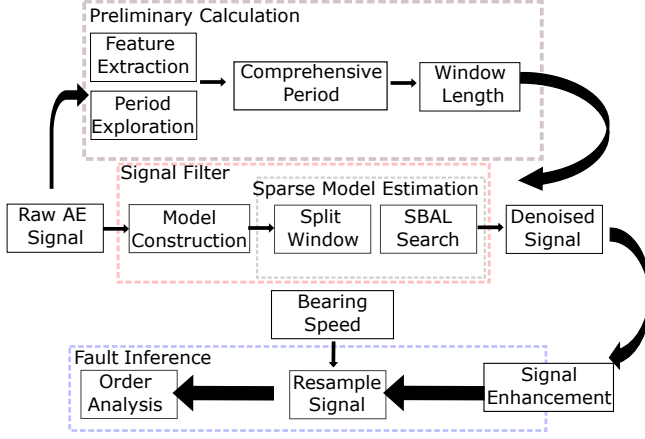 Preliminary Calculation
Feature
Extraction
Period
Exploration
Comprehensive
Period
Window
Length
Signal Filter
Sparse Model Estimation
Raw AE
Signal
Model
Construction
Split
Window
SBAL
Search
Denoised
Signal
Bearing
Speed
Fault Inference
Order
Analysis
Resample
Signal
Signal
Enhancement